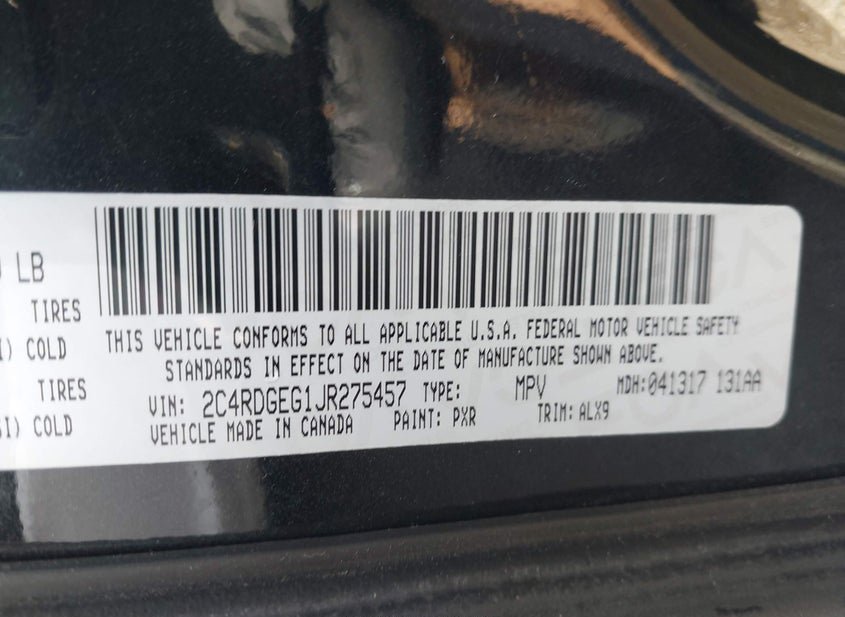 LB
TIRES
COLD
TIRES
COLD
THIS VEHICLE CONFORMS TO ALL APPLICABLE U.S.A. FEDERAL MOTOR VEHICLE SAFETY
STANDARDS IN EFFECT ON THE DATE OF MANUFACTURE SHOWN ABOVE.
VIN: 2C4RDGEG1JR275457 TYPE: MPV MDH:041317 131AA
VEHICLE MADE IN CANADA PAINT: PXR TRIM: ALX9